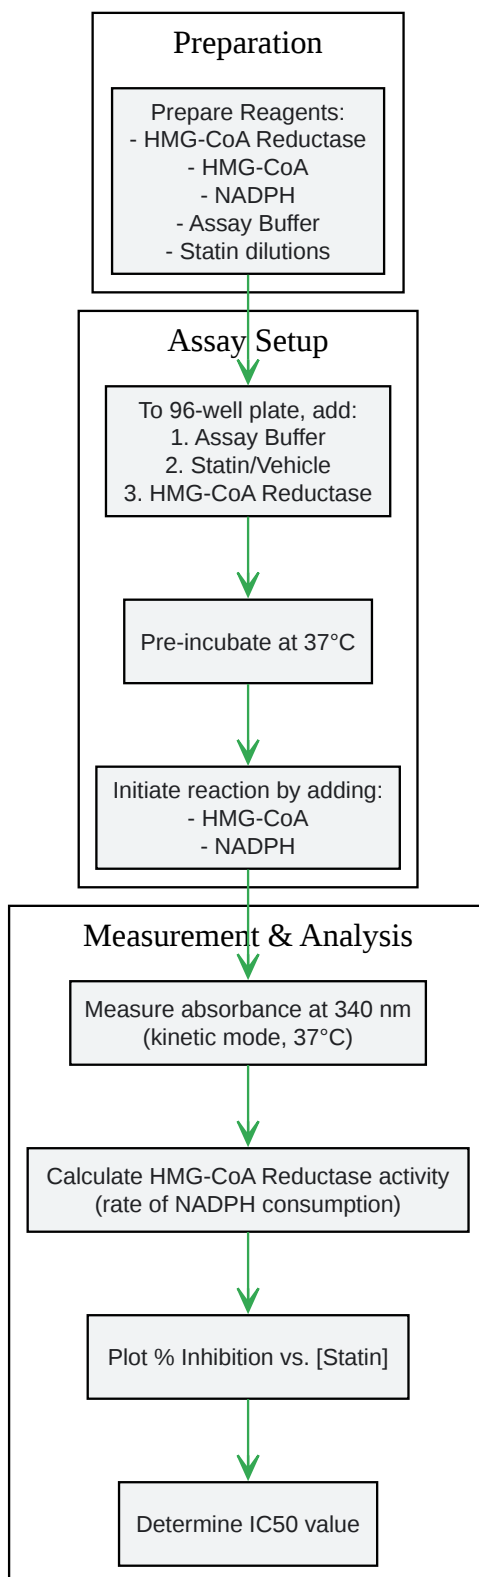 Preparation
Prepare Reagents:
- HMG-CoA Reductase
- HMG-CoA
- NADPH
- Assay Buffer
- Statin dilutions
Assay Setup
To 96-well plate, add:
1. Assay Buffer
2. Statin/Vehicle
3. HMG-CoA Reductase
Pre-incubate at 37°C
Initiate reaction by adding:
- HMG-CoA
- NADPH
Measurement & Analysis
Measure absorbance at 340 nm
(kinetic mode, 37°C)
Calculate HMG-CoA Reductase activity
(rate of NADPH consumption)
Plot % Inhibition vs. [Statin]
Determine IC50 value